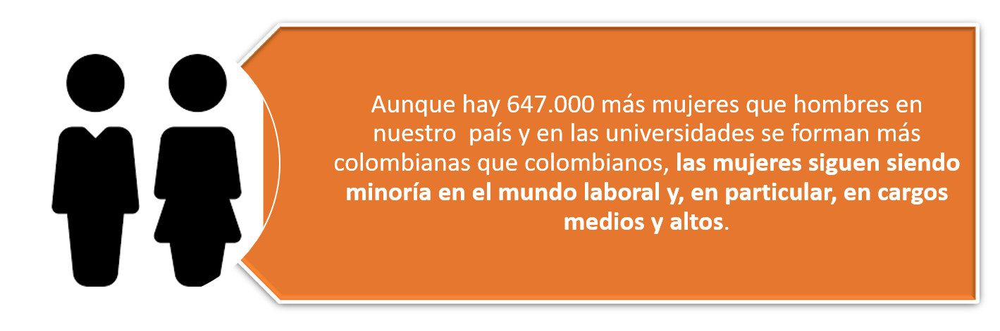 Aunque hay 647.000 más mujeres que hombres en
nuestro  país y en las universidades se forman más
colombianas que colombianos, las mujeres siguen siendo
minoría en el mundo laboral y, en particular, en cargos
medios y altos.